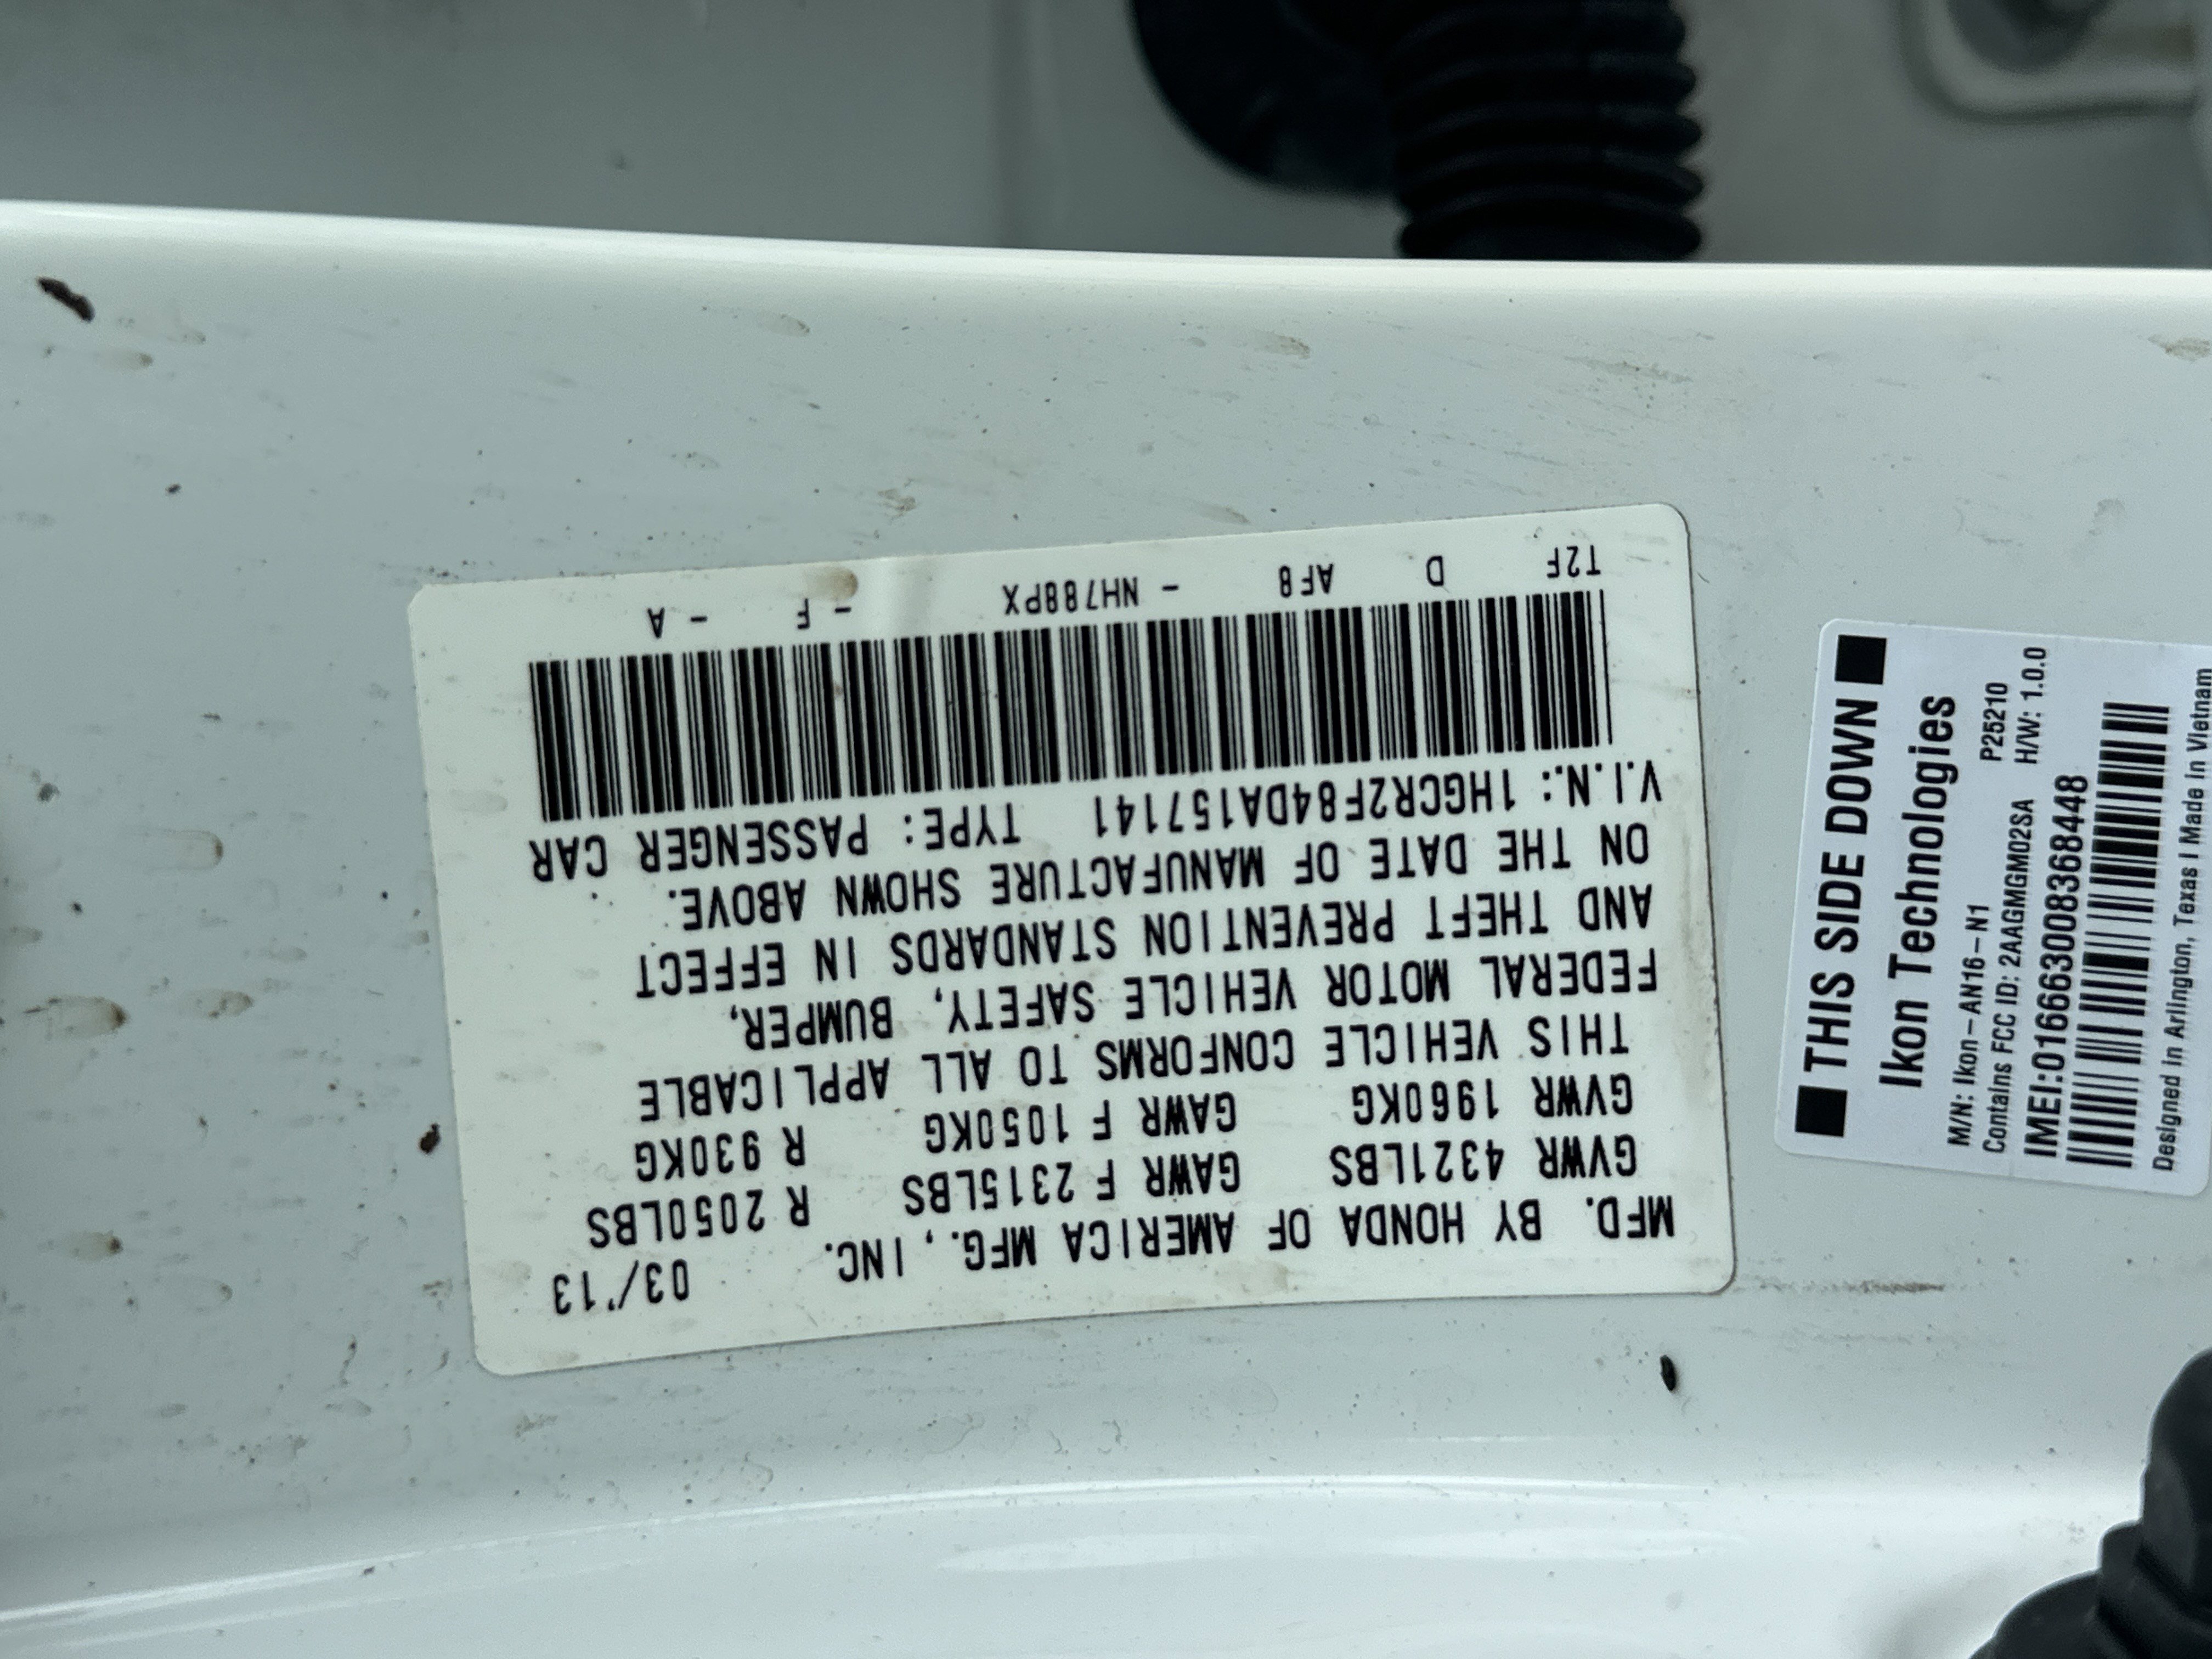 MFD. BY HONDA OF AMERICA MFG., INC. 03/13
GVWR 4321LBS GAWR F 2315LBS R 2050LBS
GVWR 1960KG GAWR F 1050KG R 930KG
THIS VEHICLE CONFORMS TO ALL APPLICABLE
FEDERAL MOTOR VEHICLE SAFETY, BUMPER,
AND THEFT PREVENTION STANDARDS IN EFFECT
ON THE DATE OF MANUFACTURE SHOWN ABOVE.
V.I.N.: 1HGCR2F84DA157141 TYPE: PASSENGER CAR
T2F D AF8 - NH788PX - F - A
THIS SIDE DOWN
Ikon Technologies
M/N: Ikon-AN16-N1 P25210
Contains FCC ID: 2AAGMGM02SA H/W: 1.0.0
IMEI:016663008368448
Designed in Arlington, Texas | Made in Vietnam